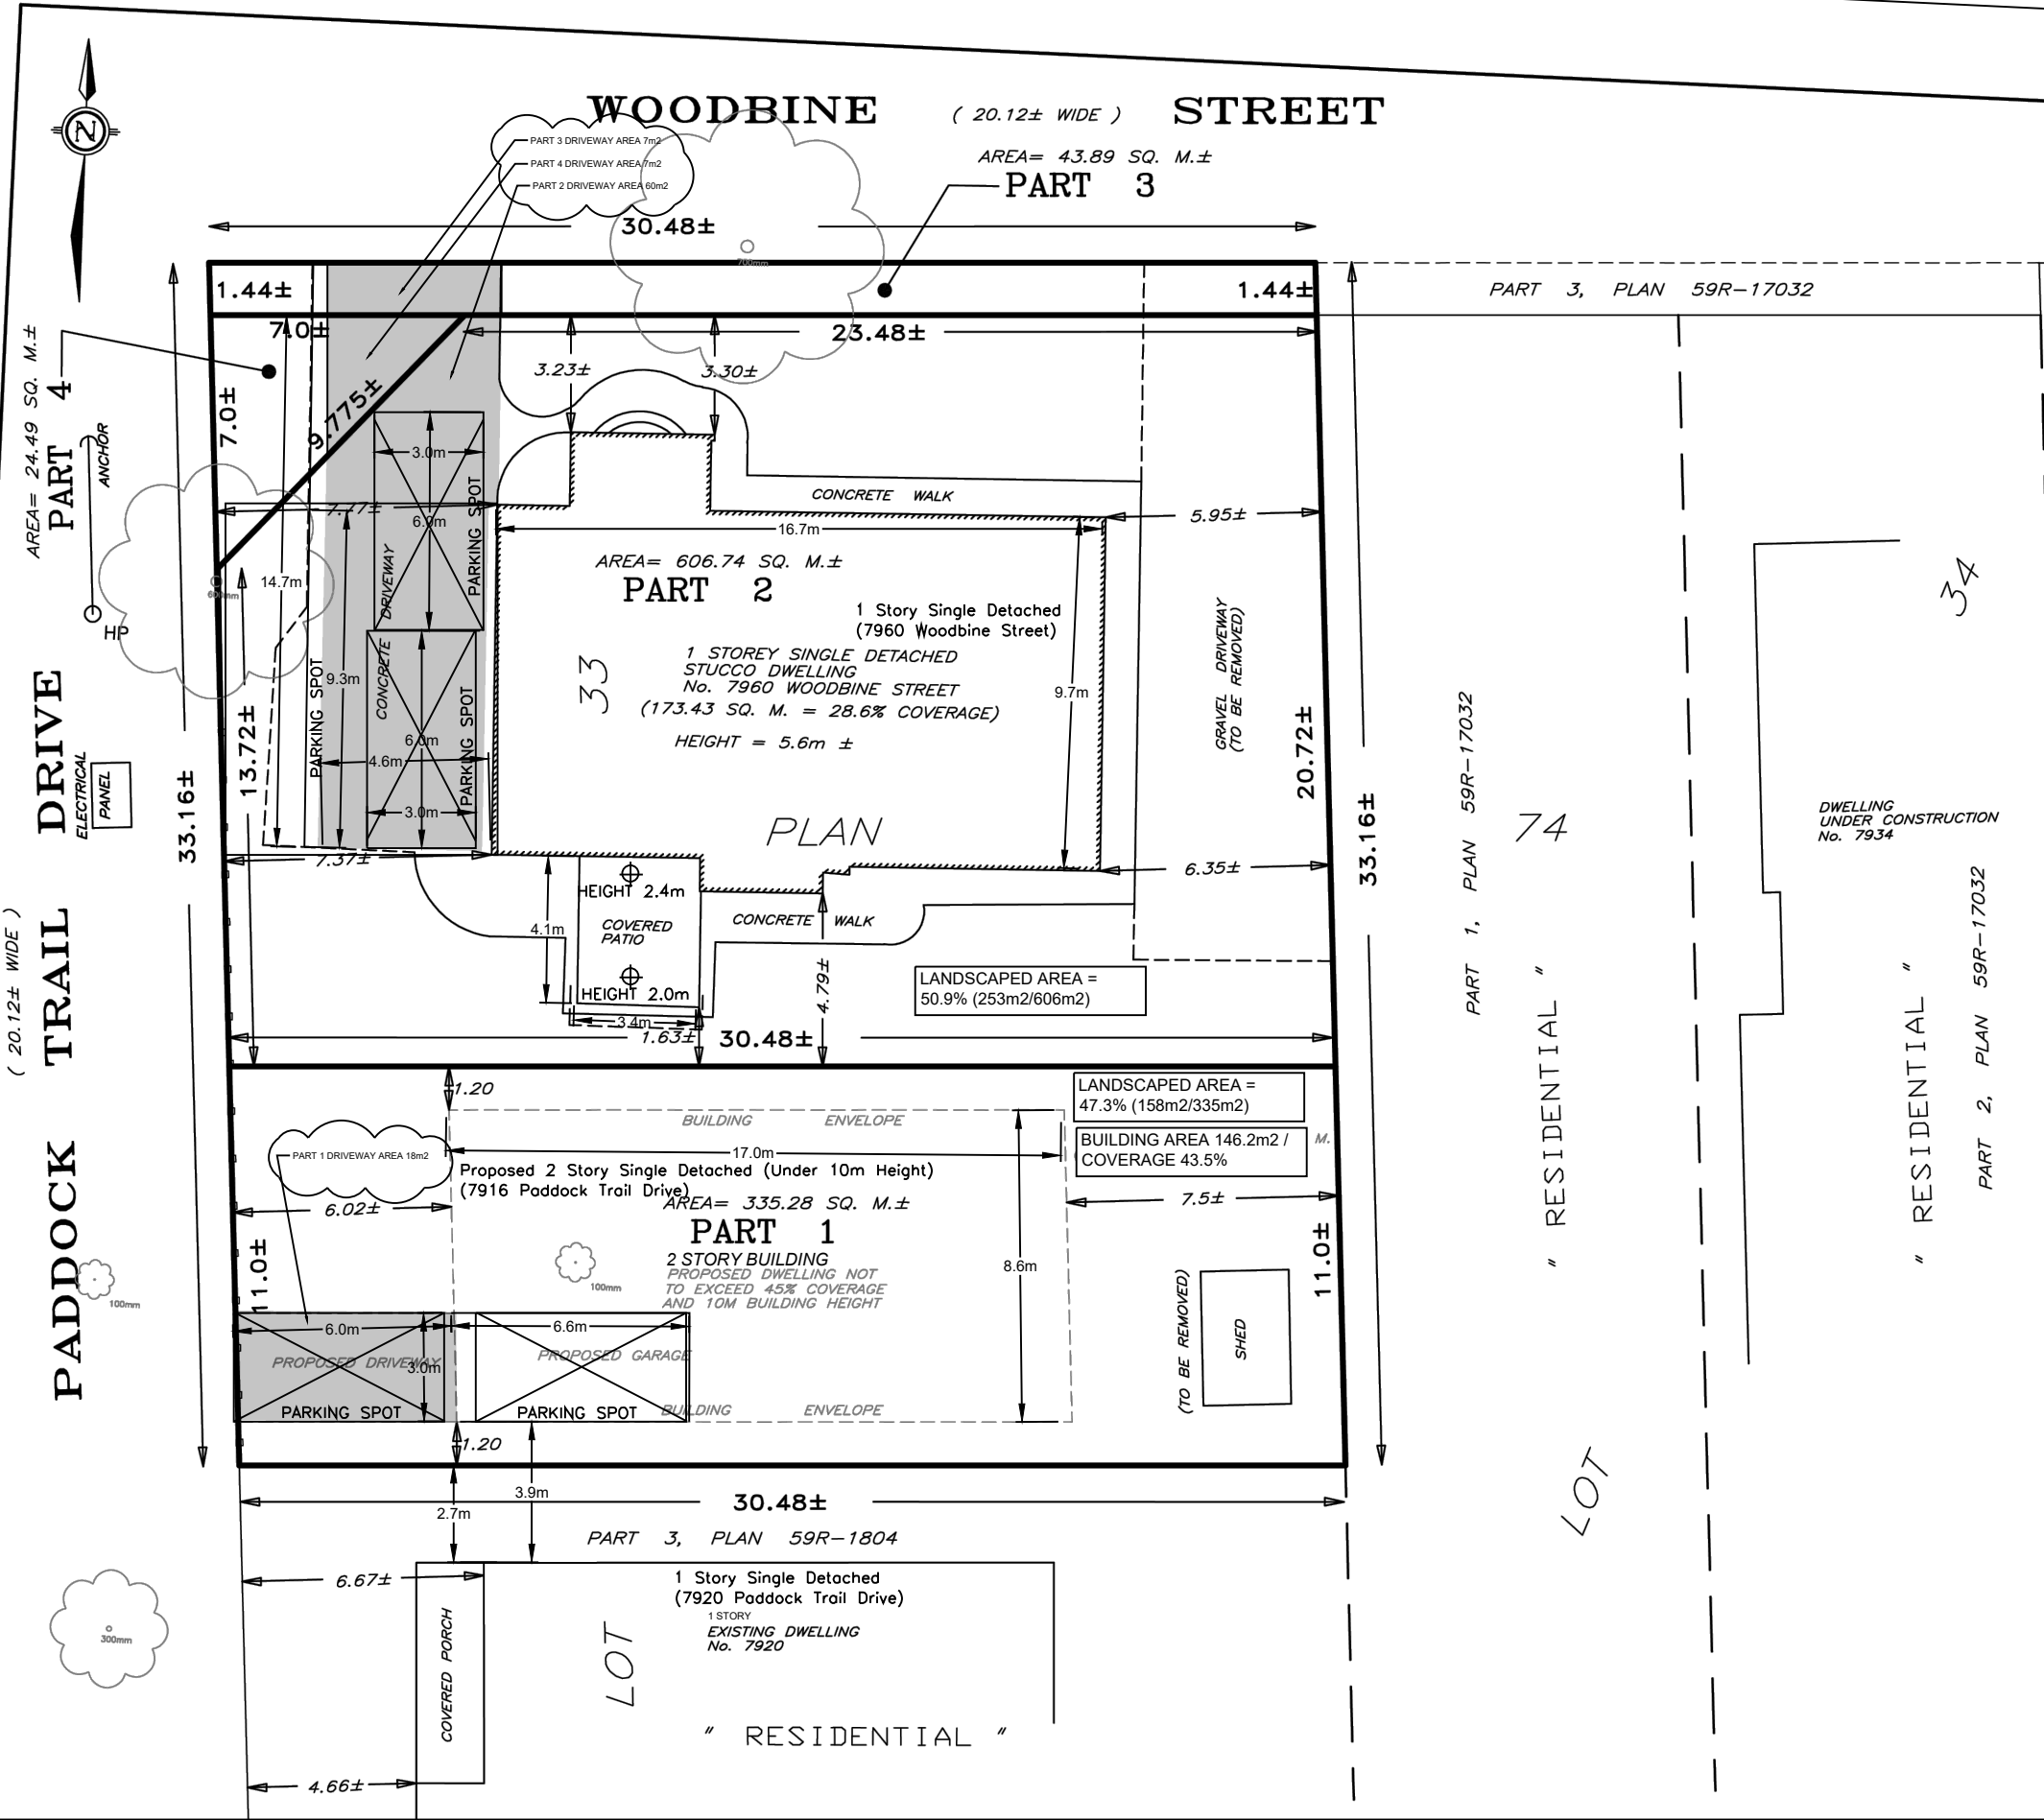 WOODBINE STREET
( 20.12± WIDE )
N
PART 3 DRIVEWAY AREA 7m2
PART 4 DRIVEWAY AREA 7m2
PART 2 DRIVEWAY AREA 60m2
AREA= 43.89 SQ. M.±
PART 3
30.48±
700mm
1.44±
1.44±
PART 3, PLAN 59R-17032
7.0±
23.48±
3.23±
3.30±
AREA= 24.49 SQ. M.±
PART 4
7.0±
9.775±
ANCHOR
HP
3.0m
6.0m
PARKING SPOT
CONCRETE WALK
7.77±
16.7m
5.95±
14.7m
600mm
CONCRETE DRIVEWAY
AREA= 606.74 SQ. M.±
PART 2
1 Story Single Detached
(7960 Woodbine Street)
33
1 STOREY SINGLE DETACHED
STUCCO DWELLING
No. 7960 WOODBINE STREET
(173.43 SQ. M. = 28.6% COVERAGE)
HEIGHT = 5.6m ±
9.7m
GRAVEL DRIVEWAY
(TO BE REMOVED)
34
PARKING SPOT
9.3m
PARKING SPOT
6.0m
4.6m
3.0m
13.72±
33.16±
20.72±
33.16±
ELECTRICAL
PANEL
PADDOCK TRAIL DRIVE
( 20.12± WIDE )
PLAN
74
PART 1, PLAN 59R-17032
DWELLING
UNDER CONSTRUCTION
No. 7934
7.37±
6.35±
HEIGHT 2.4m
4.1m
COVERED
PATIO
CONCRETE WALK
HEIGHT 2.0m
3.4m
1.63±
4.79±
LANDSCAPED AREA =
50.9% (253m2/606m2)
30.48±
" RESIDENTIAL "
" RESIDENTIAL "
PART 2, PLAN 59R-17032
1.20
LANDSCAPED AREA =
47.3% (158m2/335m2)
BUILDING ENVELOPE
BUILDING AREA 146.2m2 /
COVERAGE 43.5%
M.
PART 1 DRIVEWAY AREA 18m2
17.0m
Proposed 2 Story Single Detached (Under 10m Height)
(7916 Paddock Trail Drive)
AREA= 335.28 SQ. M.±
6.02±
7.5±
PART 1
2 STORY BUILDING
PROPOSED DWELLING NOT
TO EXCEED 45% COVERAGE
AND 10M BUILDING HEIGHT
11.0±
11.0±
8.6m
100mm
100mm
(TO BE REMOVED)
SHED
6.0m
6.6m
PROPOSED DRIVEWAY
3.0m
PROPOSED GARAGE
PARKING SPOT
PARKING SPOT
BUILDING ENVELOPE
1.20
3.9m
2.7m
30.48±
PART 3, PLAN 59R-1804
LOT
6.67±
1 Story Single Detached
(7920 Paddock Trail Drive)
1 STORY
EXISTING DWELLING
No. 7920
300mm
COVERED PORCH
LOT
" RESIDENTIAL "
4.66±